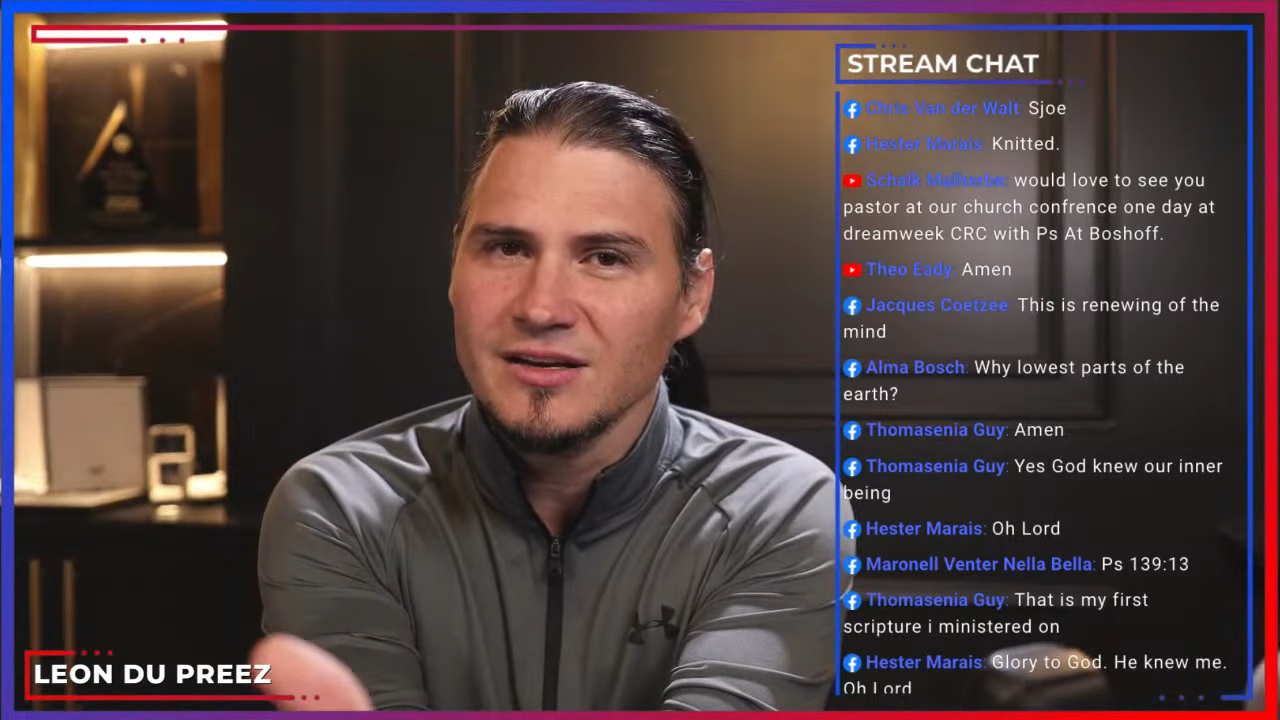 STREAM CHAT
Chris Van der Walt: Sjoe
Hester Marais: Knitted.
Schalk Malherbe: would love to see you
pastor at our church confrence one day at
dreamweek CRC with Ps At Boshoff.
Theo Eady: Amen
Jacques Coetzee: This is renewing of the
mind
Alma Bosch: Why lowest parts of the
earth?
Thomasenia Guy: Amen
Thomasenia Guy: Yes God knew our inner
being
Hester Marais: Oh Lord
Maronell Venter Nella Bella: Ps 139:13
Thomasenia Guy: That is my first
scripture i ministered on
Hester Marais: Glory to God. He knew me.
Oh Lord
LEON DU PREEZ